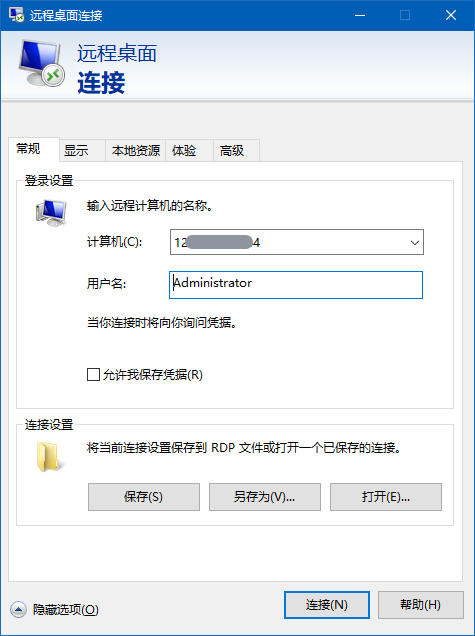 远程桌面连接
远程桌面
连接
常规 显示 本地资源 体验 高级
登录设置
输入远程计算机的名称。
计算机(C): 12 4
用户名: Administrator
当你连接时将向你询问凭据。
允许我保存凭据(R)
连接设置
将当前连接设置保存到 RDP 文件或打开一个已保存的连接。
保存(S) 另存为(V)... 打开(E)...
隐藏选项(O) 连接(N) 帮助(H)